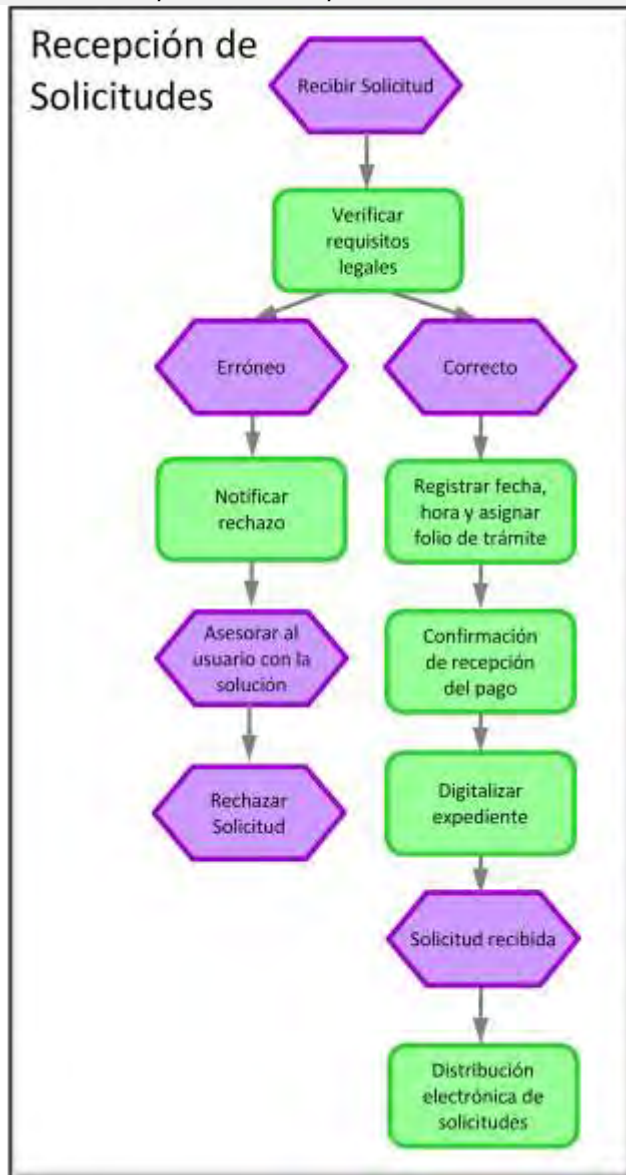 Recepción de
Solicitudes
Recibir Solicitud
Verificar
requisitos
legales
Erróneo
Correcto
Notificar
rechazo
Registrar fecha,
hora y asignar
folio de trámite
Asesorar al
usuario con la
solución
Confirmación
de recepción
del pago
Rechazar
Solicitud
Digitalizar
expediente
Solicitud recibida
Distribución
electrónica de
solicitudes